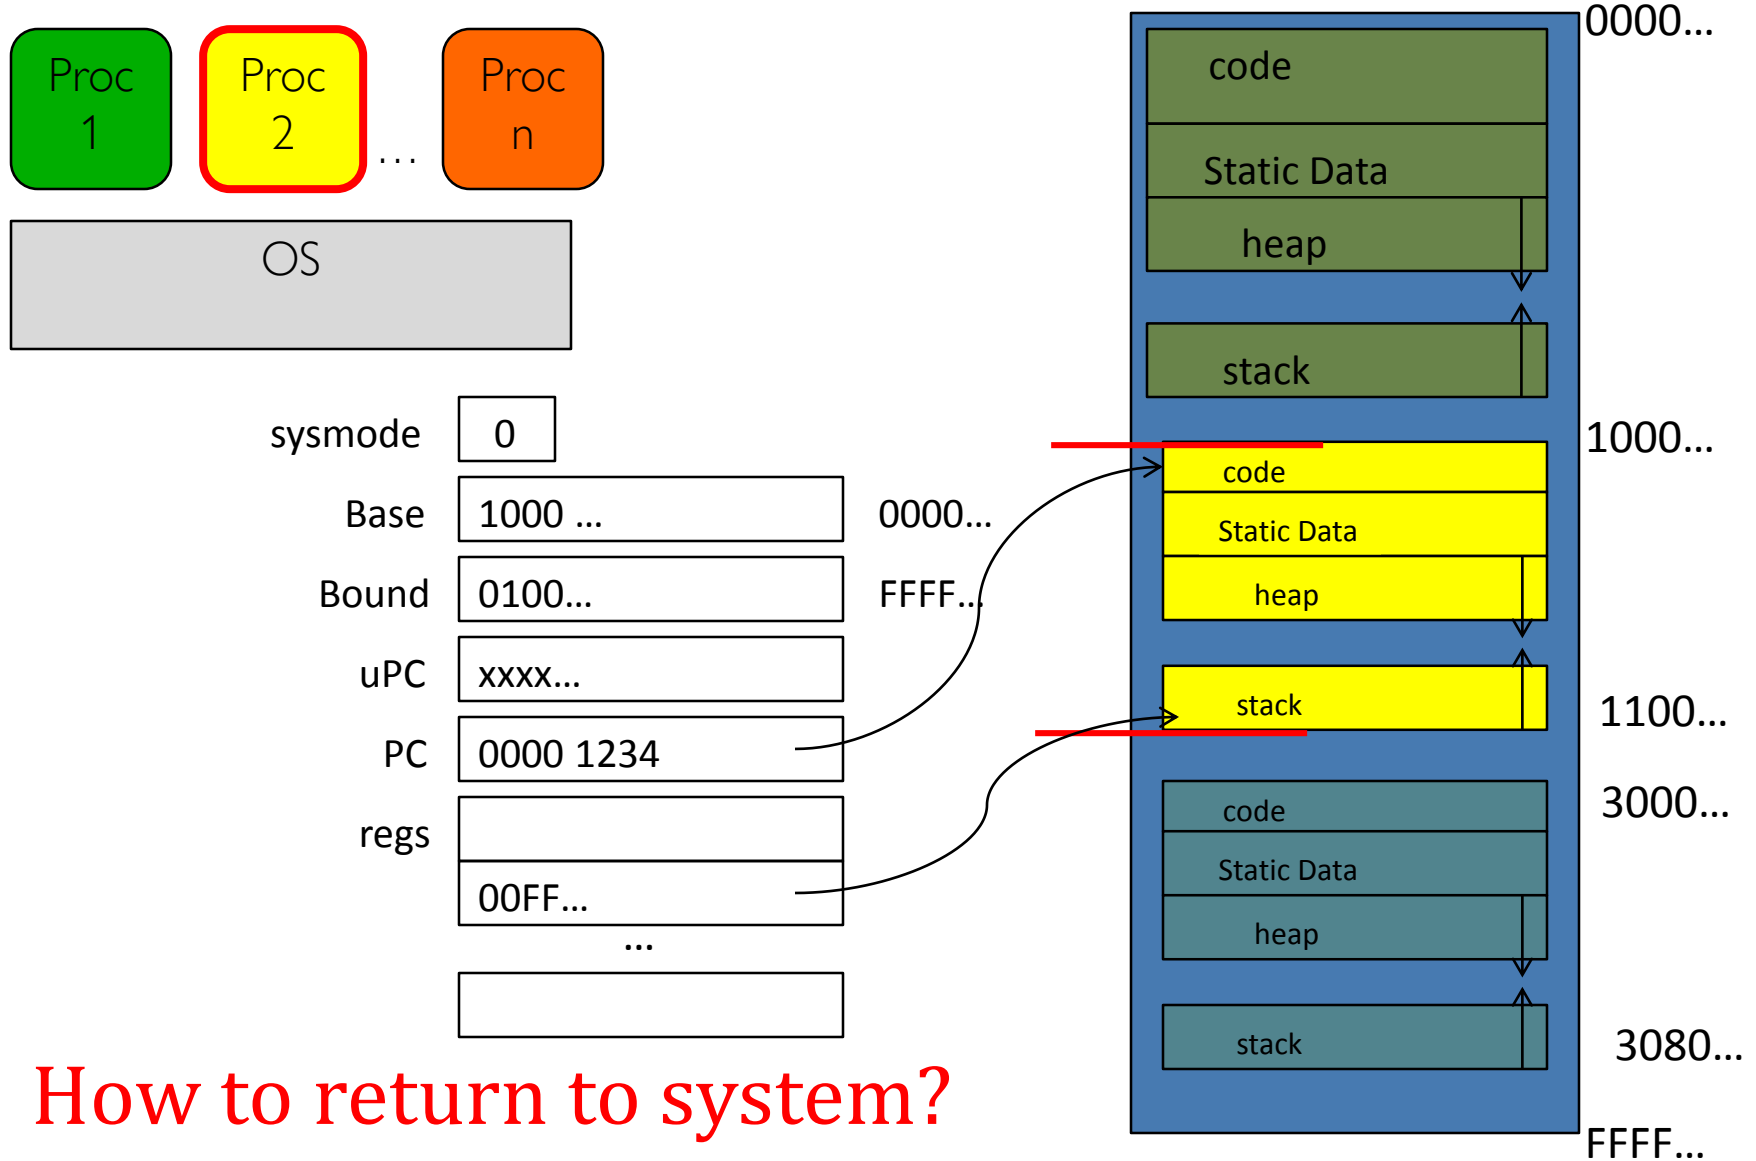 Proc
1
Proc
2
…
Proc
n
OS
sysmode
0
Base
1000 …
0000…
Bound
0100…
FFFF…
uPC
xxxx…
PC
0000 1234
regs
00FF…
…
How to return to system?
0000…
code
Static Data
heap
stack
1000…
code
Static Data
heap
stack
1100…
3000…
code
Static Data
heap
stack
3080…
FFFF…